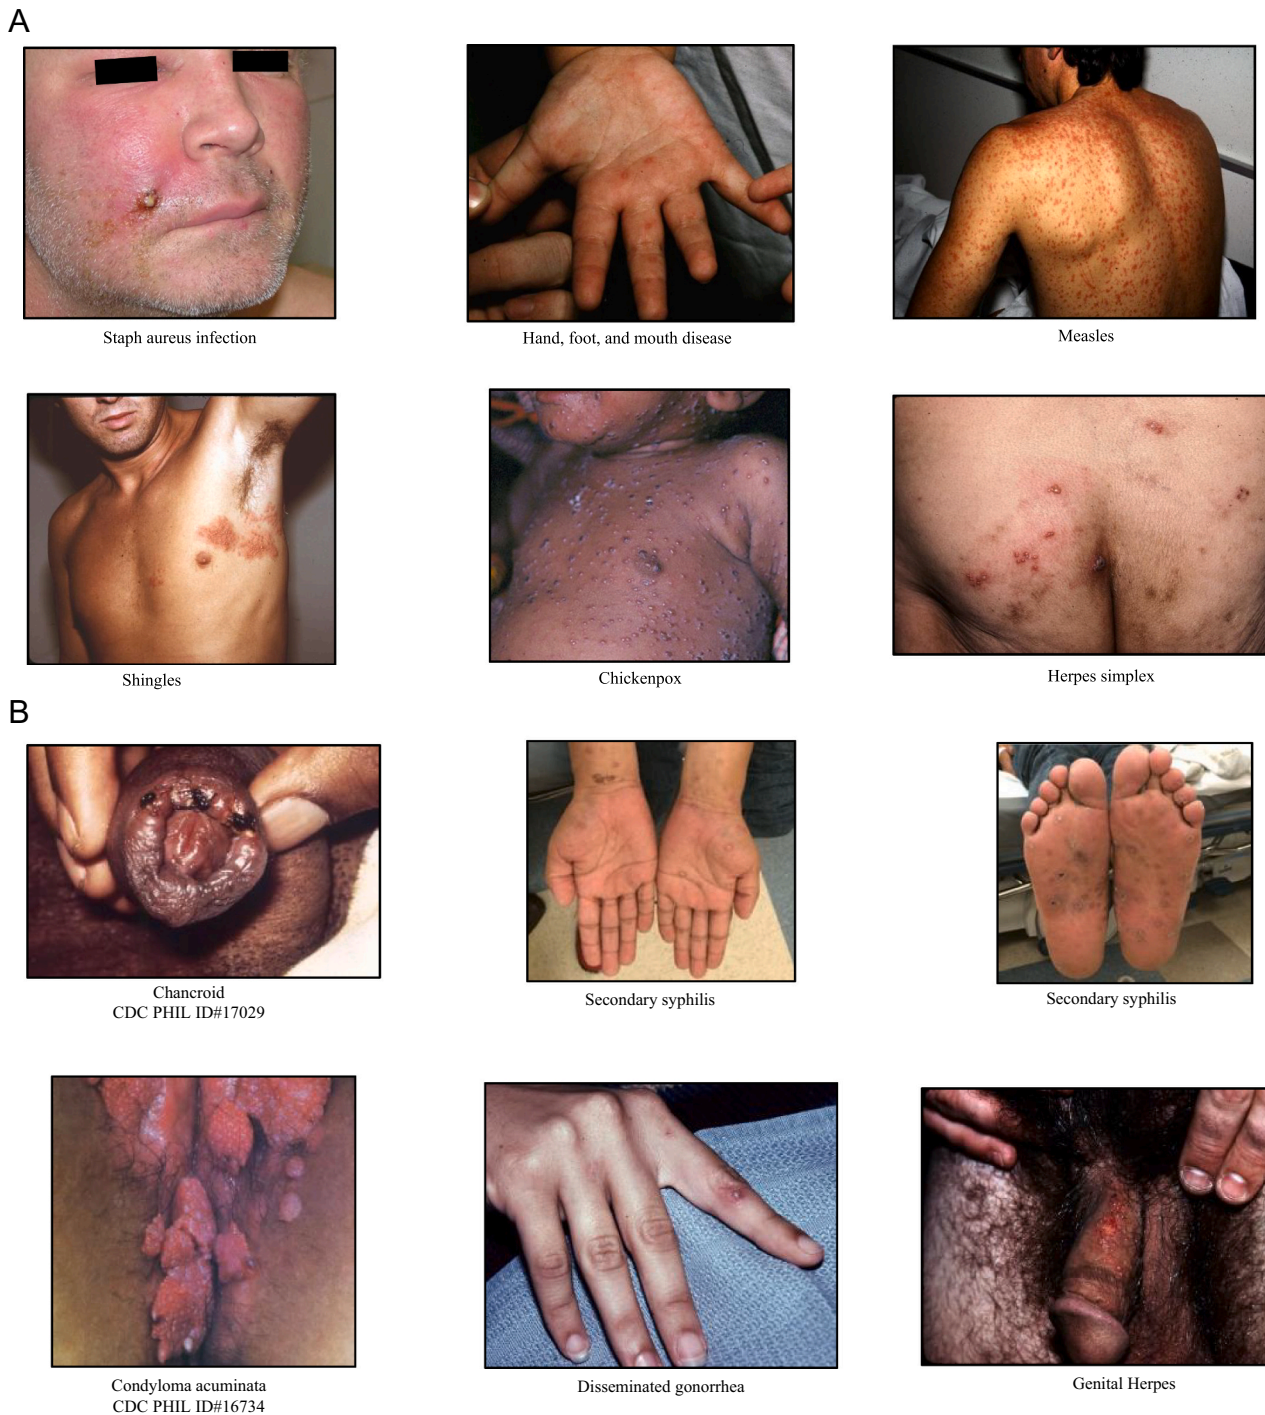 A
Staph aureus infection
Hand, foot, and mouth disease
Measles
Shingles
Chickenpox
Herpes simplex
B
Chancroid
CDC PHIL ID#17029
Secondary syphilis
Secondary syphilis
Condyloma acuminata
CDC PHIL ID#16734
Disseminated gonorrhea
Genital Herpes